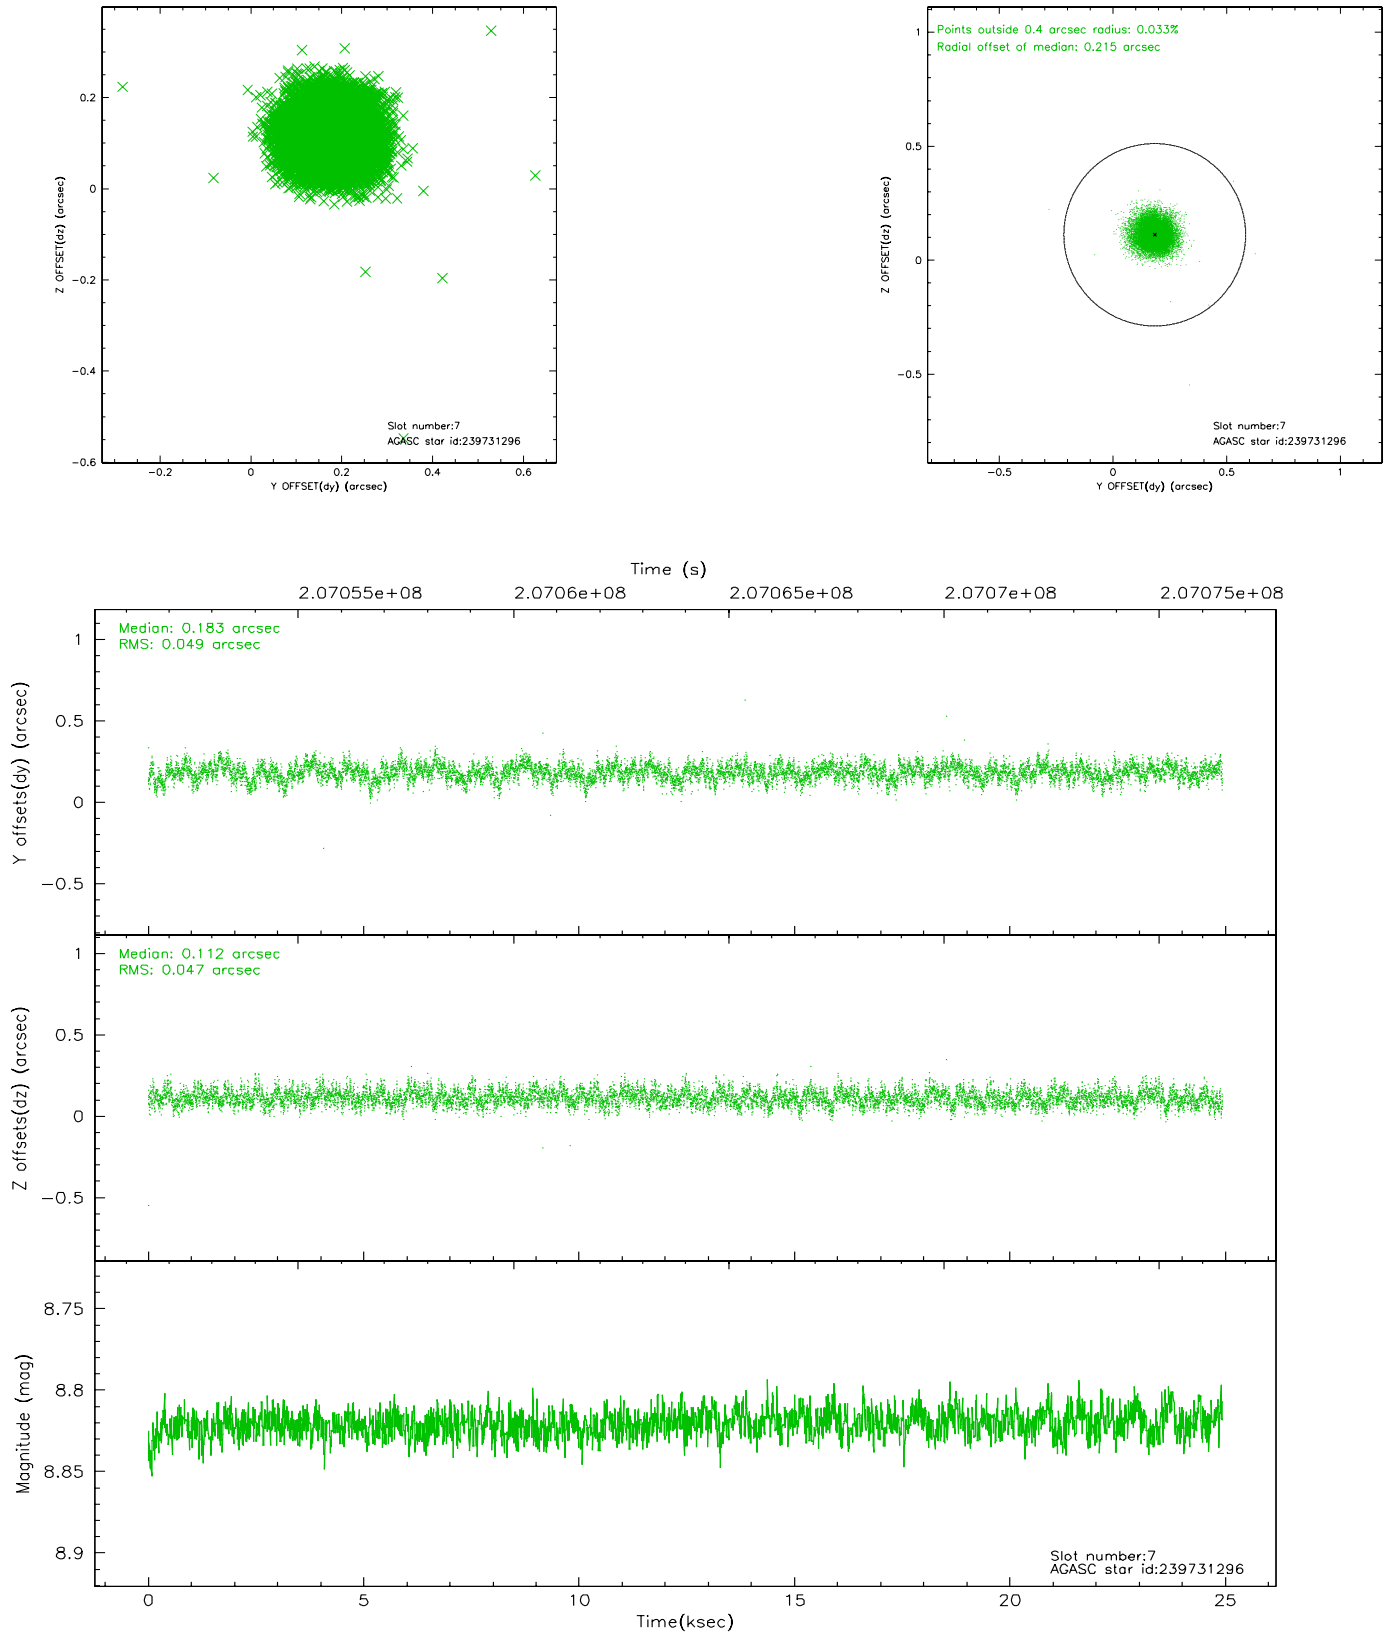 0.2
0
−0.2
−0.4
−0.6
Z OFFSET(dz) (arcsec)
Slot number:7
AGASC star id:239731296
−0.2
0
0.2
0.4
0.6
Y OFFSET(dy) (arcsec)
Points outside 0.4 arcsec radius: 0.033%
Radial offset of median: 0.215 arcsec
1
0.5
0
−0.5
Z OFFSET(dz) (arcsec)
Slot number:7
AGASC star id:239731296
−0.5
0
0.5
1
Y OFFSET(dy) (arcsec)
Time (s)
2.07055e+08
2.0706e+08
2.07065e+08
2.0707e+08
2.07075e+08
Median: 0.183 arcsec
RMS: 0.049 arcsec
1
0.5
0
−0.5
Y offsets(dy) (arcsec)
Median: 0.112 arcsec
RMS: 0.047 arcsec
1
0.5
0
−0.5
Z offsets(dz) (arcsec)
8.75
8.8
8.85
8.9
Magnitude (mag)
Slot number:7
AGASC star id:239731296
0
5
10
15
20
25
Time(ksec)